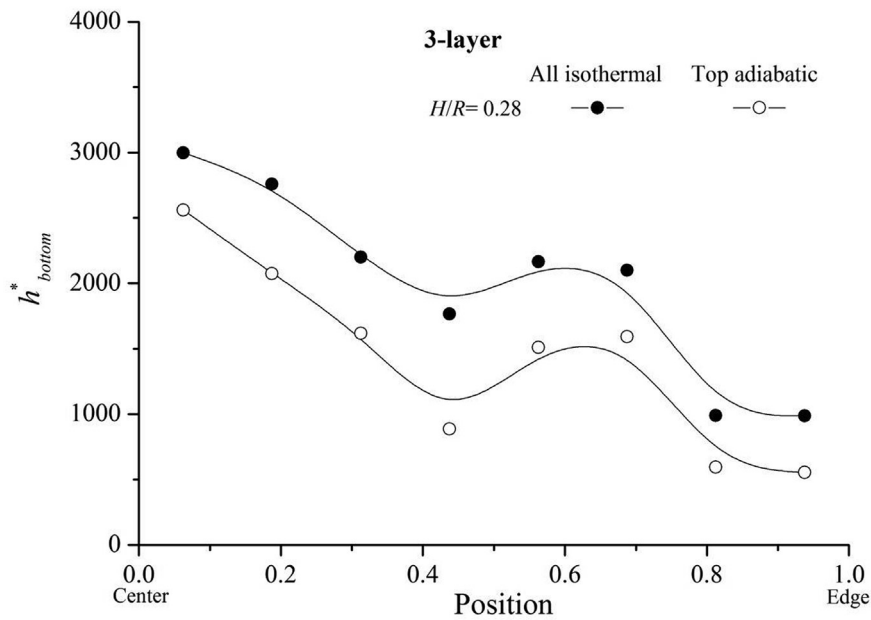 3-layer
All isothermal Top adiabatic
H/R= 0.28
4000
3000
2000
1000
0
h*bottom
0.0 0.2 0.4 0.6 0.8 1.0
Center Position Edge